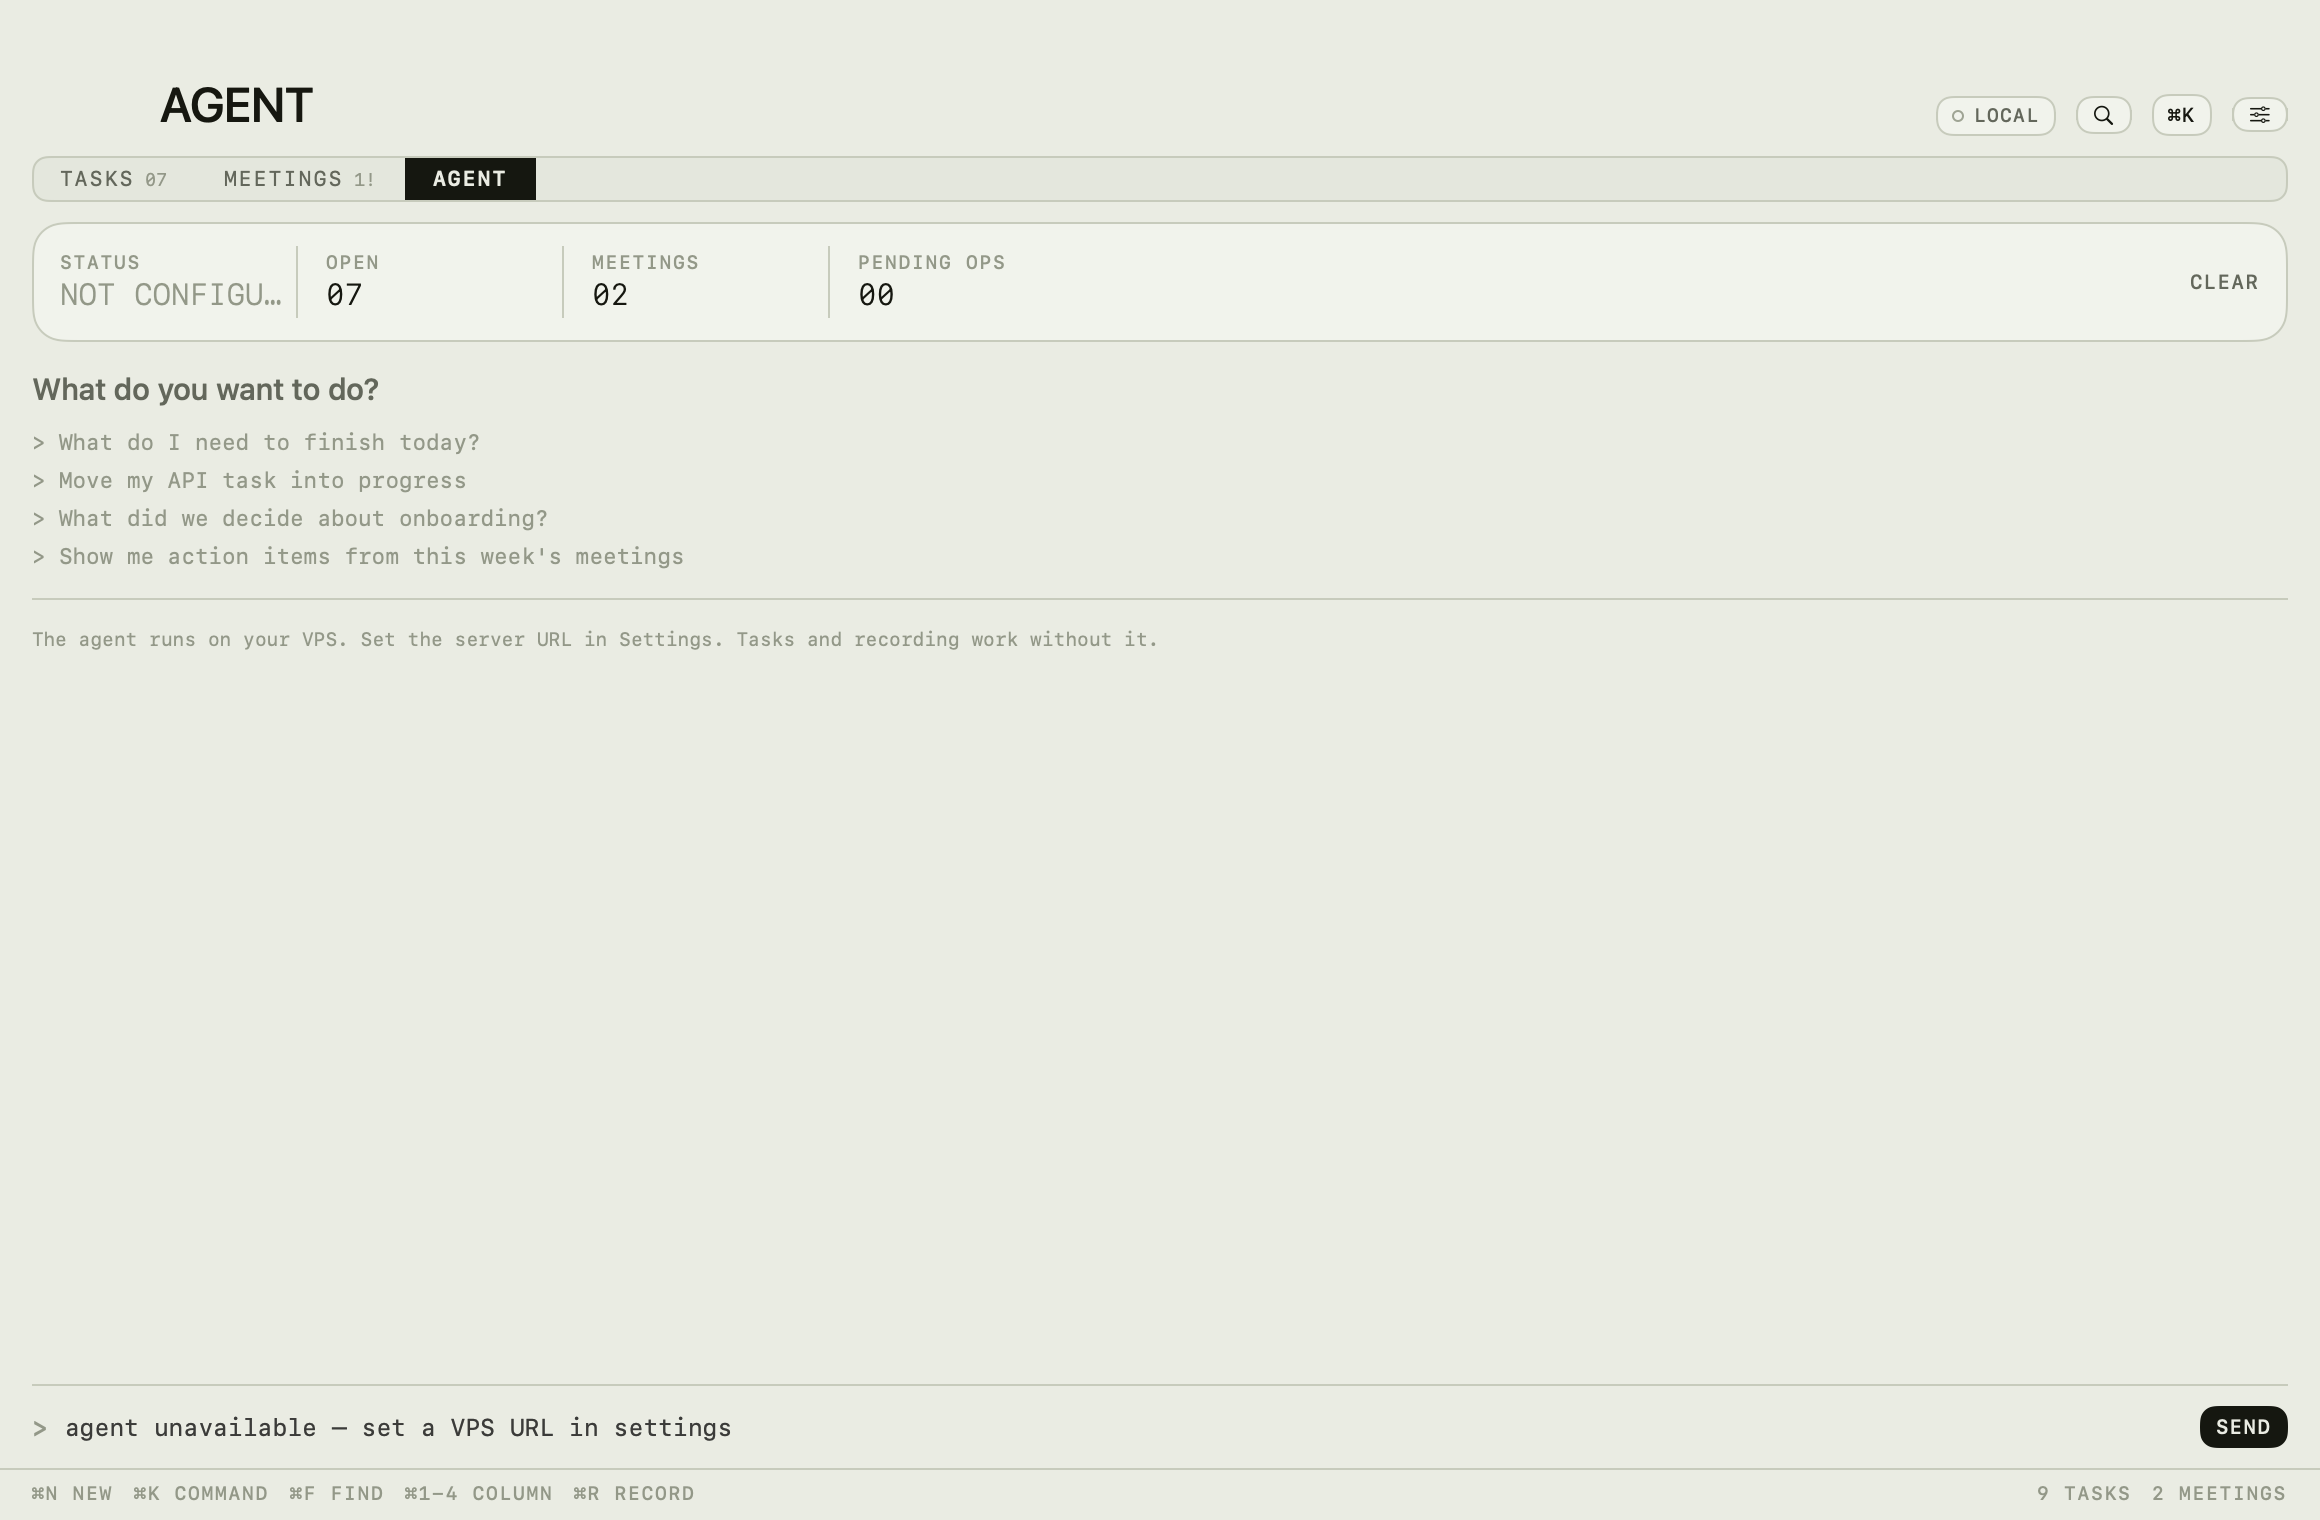 AGENT
LOCAL
⌘K
TASKS 07 MEETINGS 1! AGENT
STATUS OPEN MEETINGS PENDING OPS
NOT CONFIGU… 07 02 00
CLEAR
What do you want to do?
> What do I need to finish today?
> Move my API task into progress
> What did we decide about onboarding?
> Show me action items from this week's meetings
The agent runs on your VPS. Set the server URL in Settings. Tasks and recording work without it.
> agent unavailable — set a VPS URL in settings
SEND
⌘N NEW ⌘K COMMAND ⌘F FIND ⌘1–4 COLUMN ⌘R RECORD
9 TASKS 2 MEETINGS